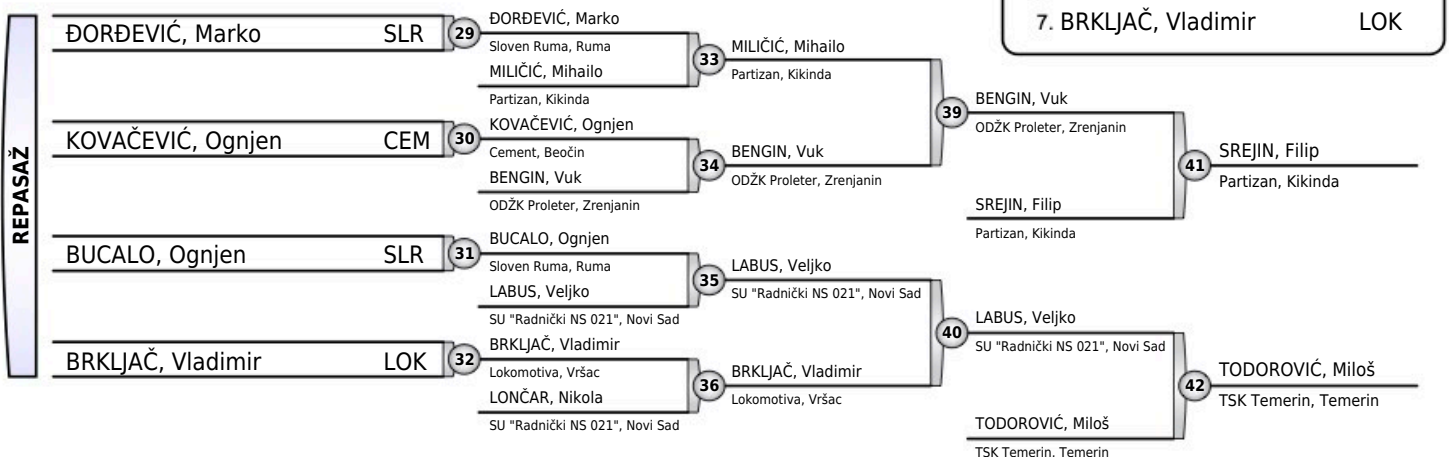 7. BRKLJAČ, Vladimir LOK
REPASAŽ
ĐORĐEVIĆ, Marko SLR
KOVAČEVIĆ, Ognjen CEM
BUCALO, Ognjen SLR
BRKLJAČ, Vladimir LOK
29
ĐORĐEVIĆ, Marko
Sloven Ruma, Ruma
MILIČIĆ, Mihailo
Partizan, Kikinda
30
KOVAČEVIĆ, Ognjen
Cement, Beočin
BENGIN, Vuk
ODŽK Proleter, Zrenjanin
31
BUCALO, Ognjen
Sloven Ruma, Ruma
LABUS, Veljko
SU "Radnički NS 021", Novi Sad
32
BRKLJAČ, Vladimir
Lokomotiva, Vršac
LONČAR, Nikola
SU "Radnički NS 021", Novi Sad
33
MILIČIĆ, Mihailo
Partizan, Kikinda
34
BENGIN, Vuk
ODŽK Proleter, Zrenjanin
35
LABUS, Veljko
SU "Radnički NS 021", Novi Sad
36
BRKLJAČ, Vladimir
Lokomotiva, Vršac
39
BENGIN, Vuk
ODŽK Proleter, Zrenjanin
SREJIN, Filip
Partizan, Kikinda
40
LABUS, Veljko
SU "Radnički NS 021", Novi Sad
TODOROVIĆ, Miloš
TSK Temerin, Temerin
41
SREJIN, Filip
Partizan, Kikinda
42
TODOROVIĆ, Miloš
TSK Temerin, Temerin